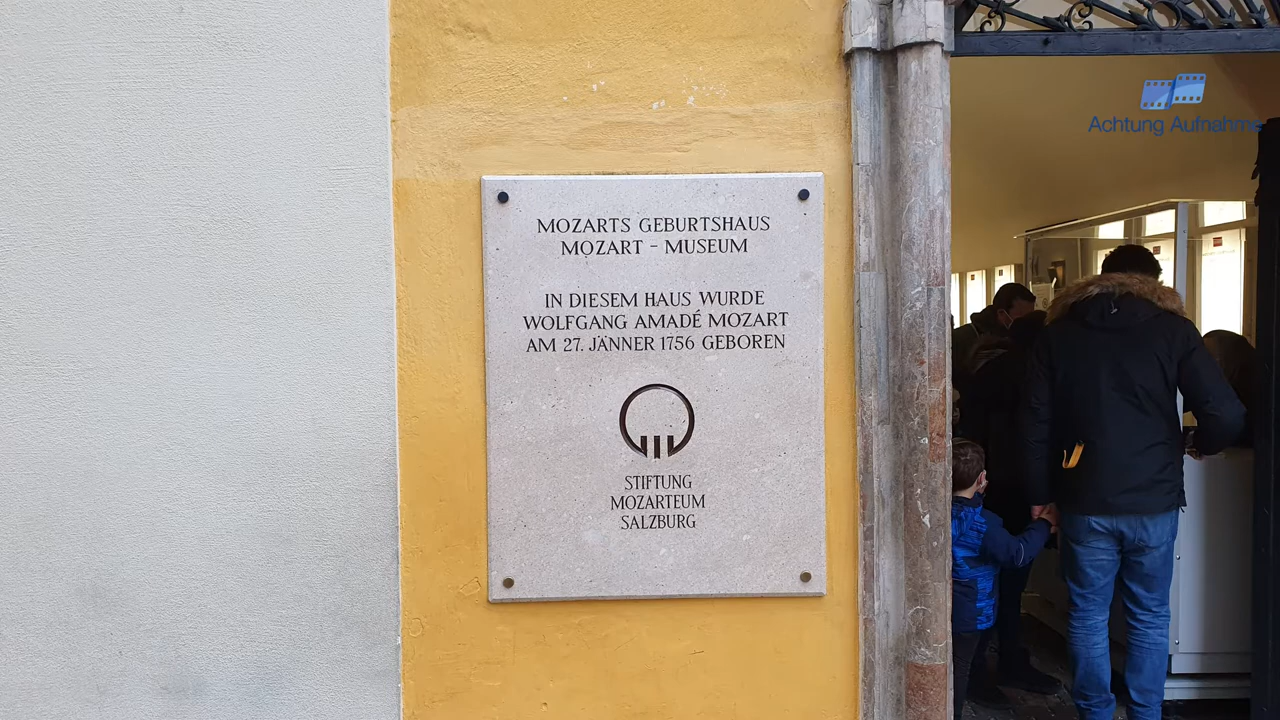 MOZARTS GEBURTSHAUS
MOZART - MUSEUM
IN DIESEM HAUS WURDE
WOLFGANG AMADÉ MOZART
AM 27. JÄNNER 1756 GEBOREN
STIFTUNG
MOZARTEUM
SALZBURG
Achtung Aufnahme